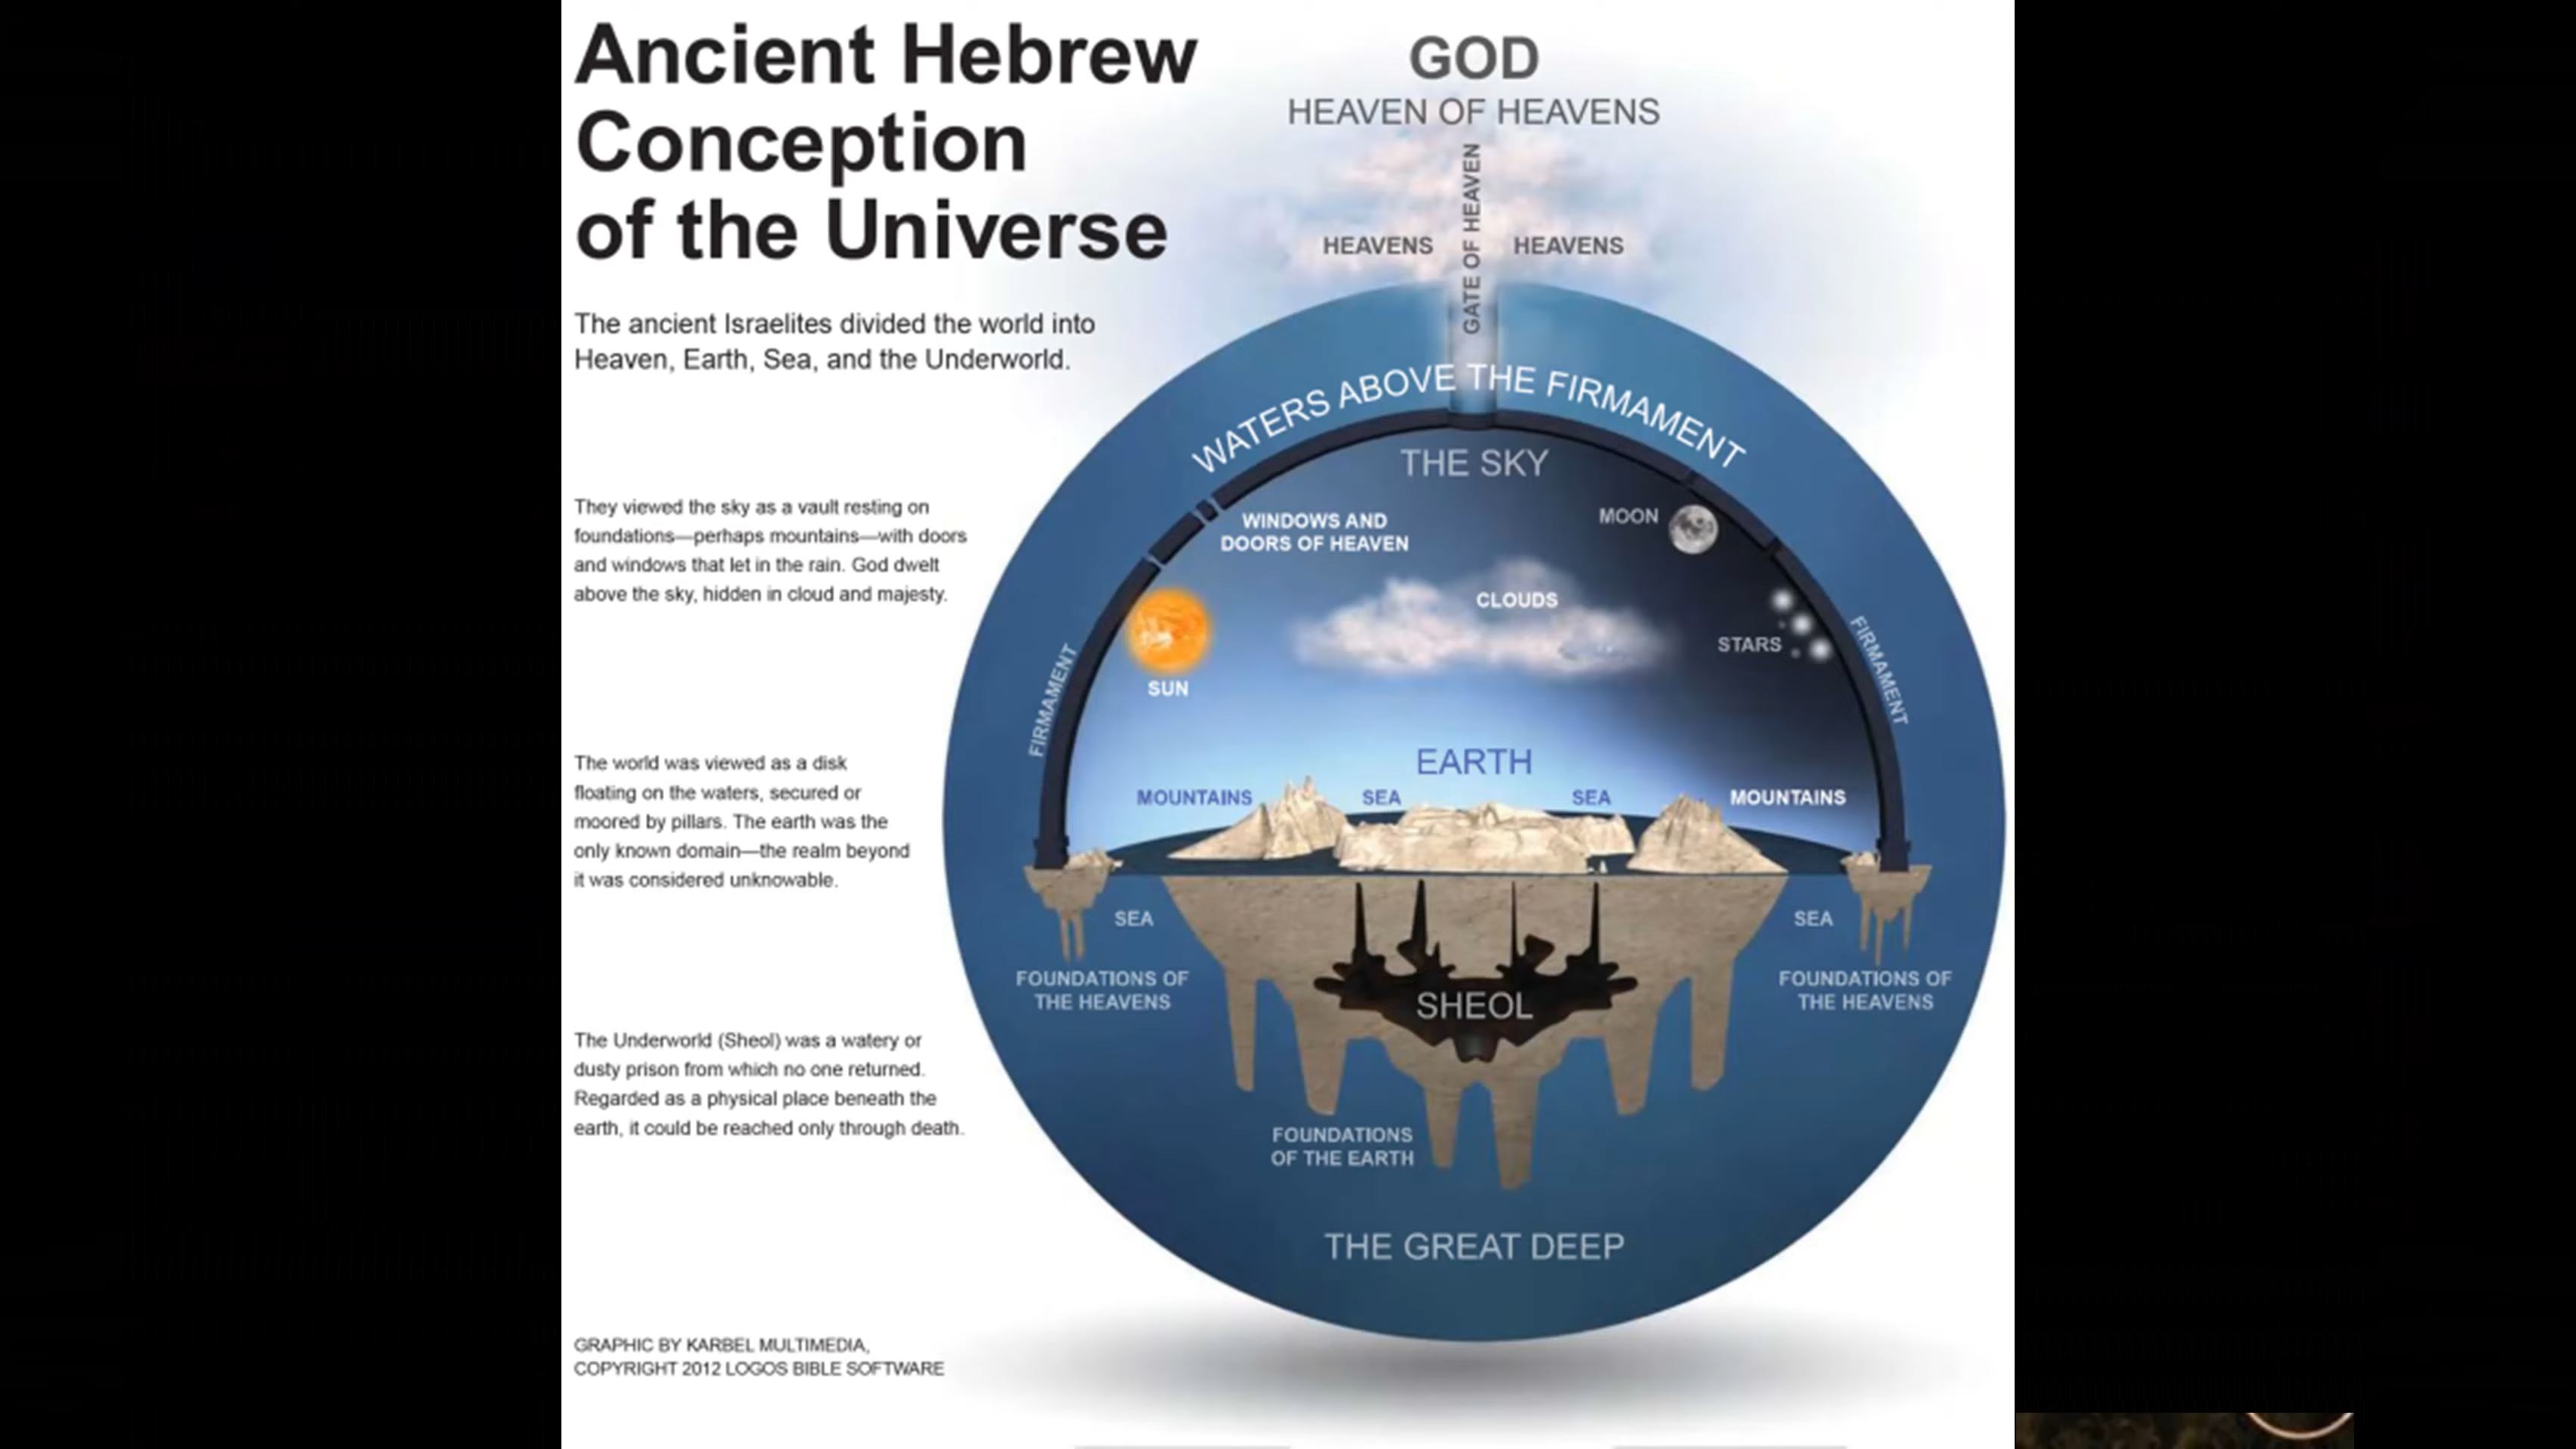 Ancient Hebrew
Conception
of the Universe
The ancient Israelites divided the world into
Heaven, Earth, Sea, and the Underworld.
They viewed the sky as a vault resting on
foundations—perhaps mountains—with doors
and windows that let in the rain. God dwelt
above the sky, hidden in cloud and majesty.
The world was viewed as a disk
floating on the waters, secured or
moored by pillars. The earth was the
only known domain—the realm beyond
it was considered unknowable.
The Underworld (Sheol) was a watery or
dusty prison from which no one returned.
Regarded as a physical place beneath the
earth, it could be reached only through death.
GRAPHIC BY KARBEL MULTIMEDIA,
COPYRIGHT 2012 LOGOS BIBLE SOFTWARE
GOD
HEAVEN OF HEAVENS
GATE OF HEAVEN
HEAVENS
HEAVENS
WATERS ABOVE THE FIRMAMENT
THE SKY
WINDOWS AND
DOORS OF HEAVEN
MOON
CLOUDS
STARS
SUN
FIRMAMENT
FIRMAMENT
EARTH
MOUNTAINS
SEA
SEA
MOUNTAINS
SEA
SEA
FOUNDATIONS OF
THE HEAVENS
FOUNDATIONS OF
THE HEAVENS
SHEOL
FOUNDATIONS
OF THE EARTH
THE GREAT DEEP